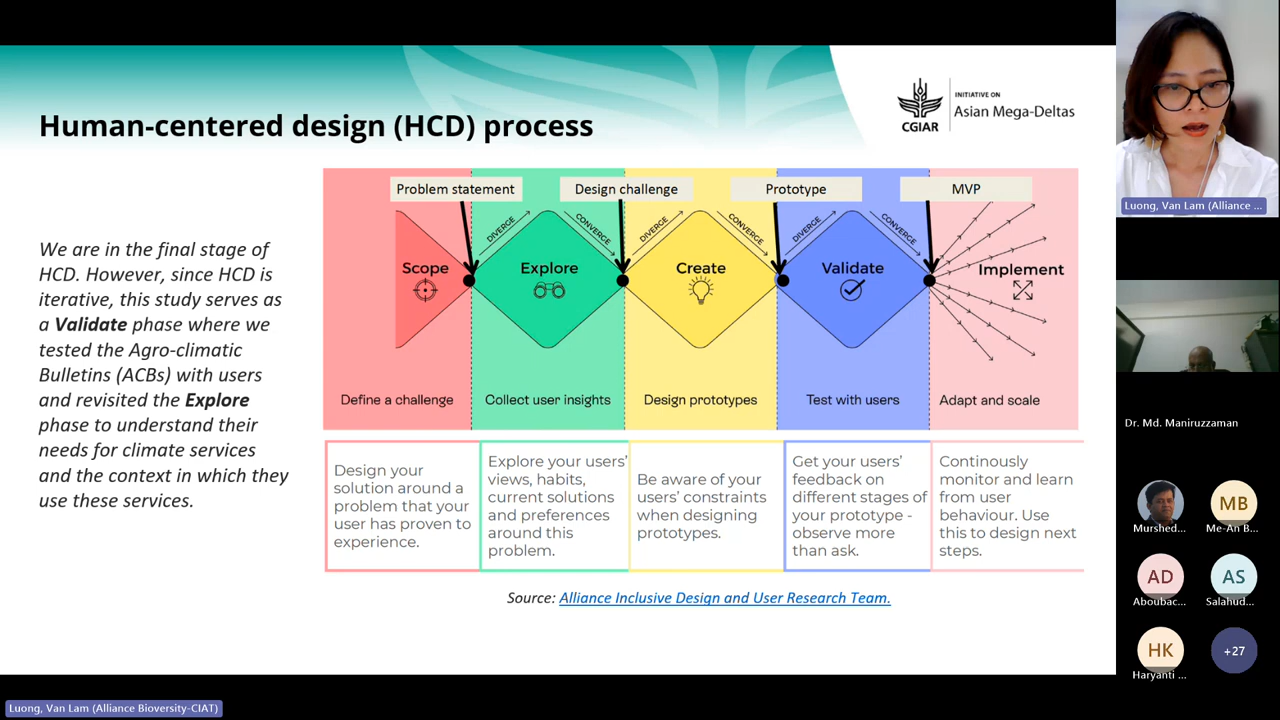 Human-centered design (HCD) process
CGIAR
INITIATIVE ON
Asian Mega-Deltas
We are in the final stage of
HCD. However, since HCD is
iterative, this study serves as
a Validate phase where we
tested the Agro-climatic
Bulletins (ACBs) with users
and revisited the Explore
phase to understand their
needs for climate services
and the context in which they
use these services.
Problem statement
Design challenge
Prototype
MVP
DIVERGE
CONVERGE
DIVERGE
CONVERGE
DIVERGE
CONVERGE
Scope
Explore
Create
Validate
Implement
Define a challenge
Collect user insights
Design prototypes
Test with users
Adapt and scale
Design your
solution around a
problem that your
user has proven to
experience.
Explore your users’
views, habits,
current solutions
and preferences
around this
problem.
Be aware of your
users’ constraints
when designing
prototypes.
Get your users’
feedback on
different stages of
your prototype -
observe more
than ask.
Continously
monitor and learn
from user
behaviour. Use
this to design next
steps.
Source: Alliance Inclusive Design and User Research Team.
Luong, Van Lam (Alliance ...
Dr. Md. Maniruzzaman
Murshed...
MB
Me-An B...
AD
Aboubac...
AS
Salahud...
HK
Haryanti ...
+27
Luong, Van Lam (Alliance Bioversity-CIAT)